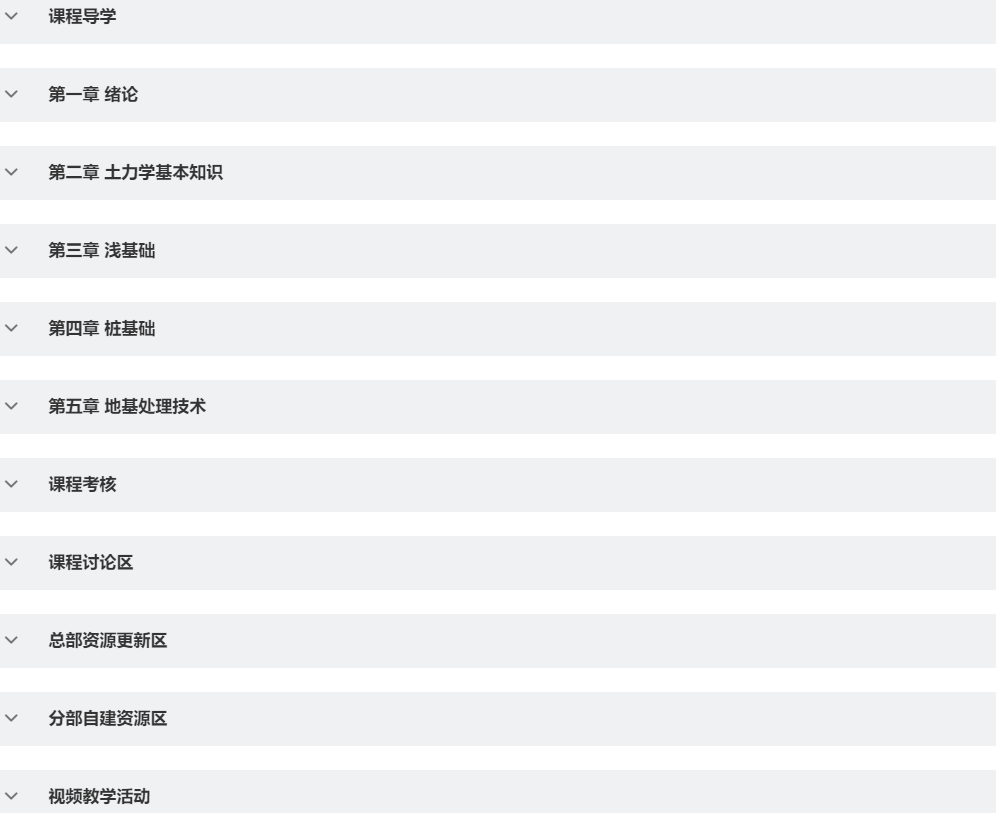 课程导学
第一章 绪论
第二章 土力学基本知识
第三章 浅基础
第四章 桩基础
第五章 地基处理技术
课程考核
课程讨论区
总部资源更新区
分部自建资源区
视频教学活动